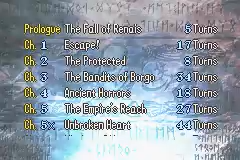 Prologue The Fall of Renais 5 Turns
Ch. 1 Escape! 17 Turns
Ch. 2 The Protected 8 Turns
Ch. 3 The Bandits of Borgo 34 Turns
Ch. 4 Ancient Horrors 18 Turns
Ch. 5 The Empire's Reach 27 Turns
Ch. 5x Unbroken Heart 44 Turns